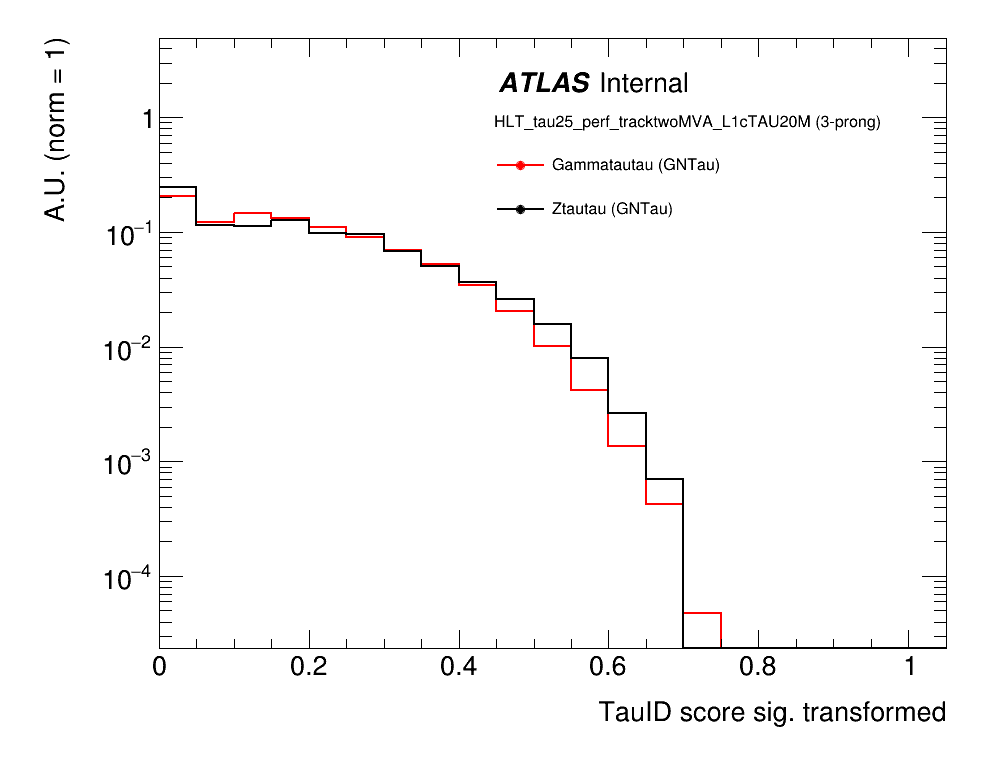 A.U. (norm = 1)
ATLAS Internal
HLT_tau25_perf_tracktwoMVA_L1cTAU20M (3-prong)
Gammatautau (GNTau)
Ztautau (GNTau)
1
10⁻¹
10⁻²
10⁻³
10⁻⁴
0 0.2 0.4 0.6 0.8 1
TauID score sig. transformed